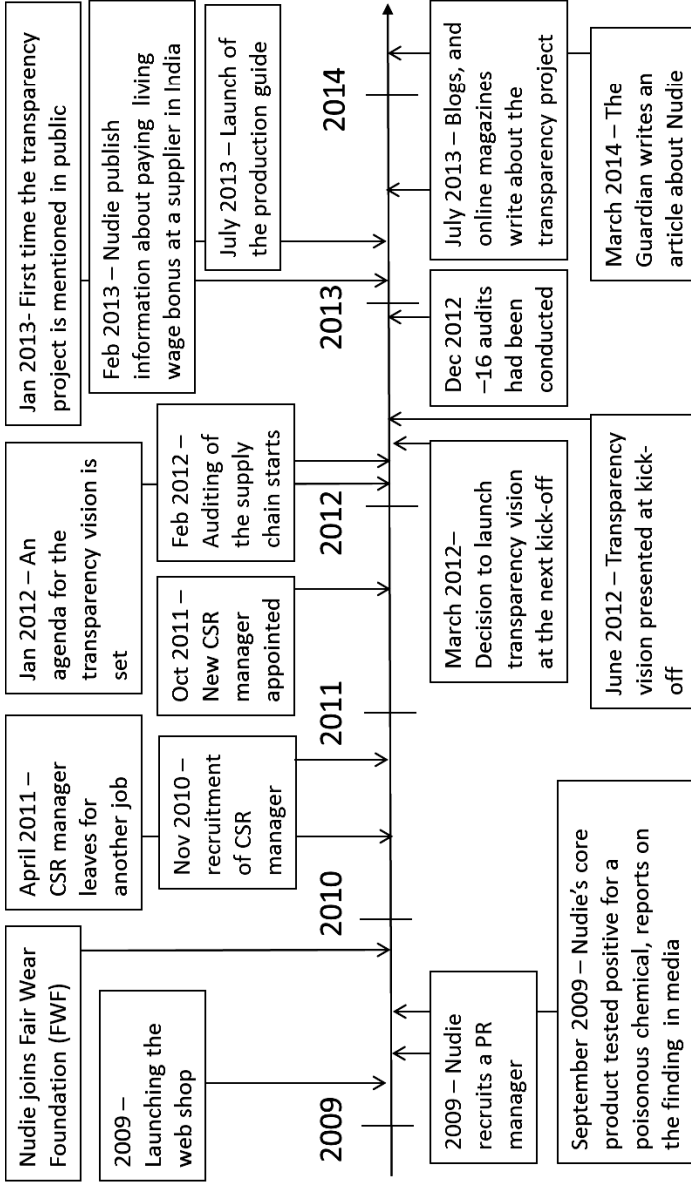 Nudie joins Fair Wear
Foundation (FWF)
2009 –
Launching the
web shop
April 2011 –
CSR manager
leaves for
another job
Nov 2010 –
recruitment
of CSR
manager
Jan 2012 – An
agenda for the
transparency vision is
set
Oct 2011 –
New CSR
manager
appointed
Feb 2012 –
Auditing of
the supply
chain starts
Jan 2013- First time the transparency
project is mentioned in public
Feb 2013 – Nudie publish
information about paying living
wage bonus at a supplier in India
July 2013 – Launch of
the production guide
2009
2010
2011
2012
2013
2014
2009 – Nudie
recruits a PR
manager
September 2009 – Nudie's core
product tested positive for a
poisonous chemical, reports on
the finding in media
March 2012–
Decision to launch
transparency vision
at the next kick-off
June 2012 – Transparency
vision presented at kick-
off
Dec 2012
–16 audits
had been
conducted
July 2013 – Blogs, and
online magazines
write about the
transparency project
March 2014 – The
Guardian writes an
article about Nudie